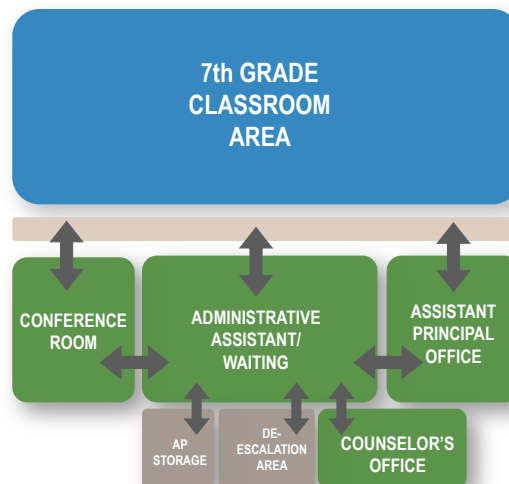 7th GRADE
CLASSROOM
AREA
CONFERENCE
ROOM
ADMINISTRATIVE
ASSISTANT/
WAITING
ASSISTANT
PRINCIPAL
OFFICE
AP
STORAGE
DE-
ESCALATION
AREA
COUNSELOR'S
OFFICE